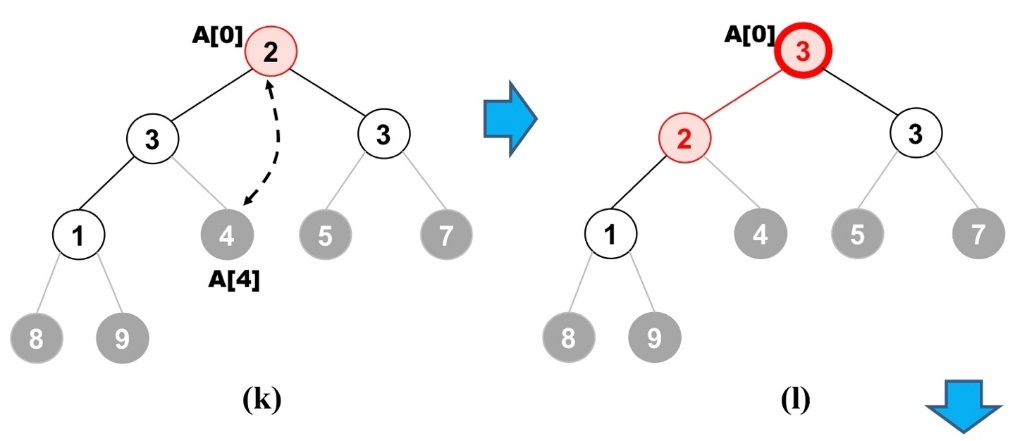 A[0] 2 A[0] 3
3 3 2 3
1 4 5 7 1 4 5 7
A[4]
8 9 8 9
(k) (l)